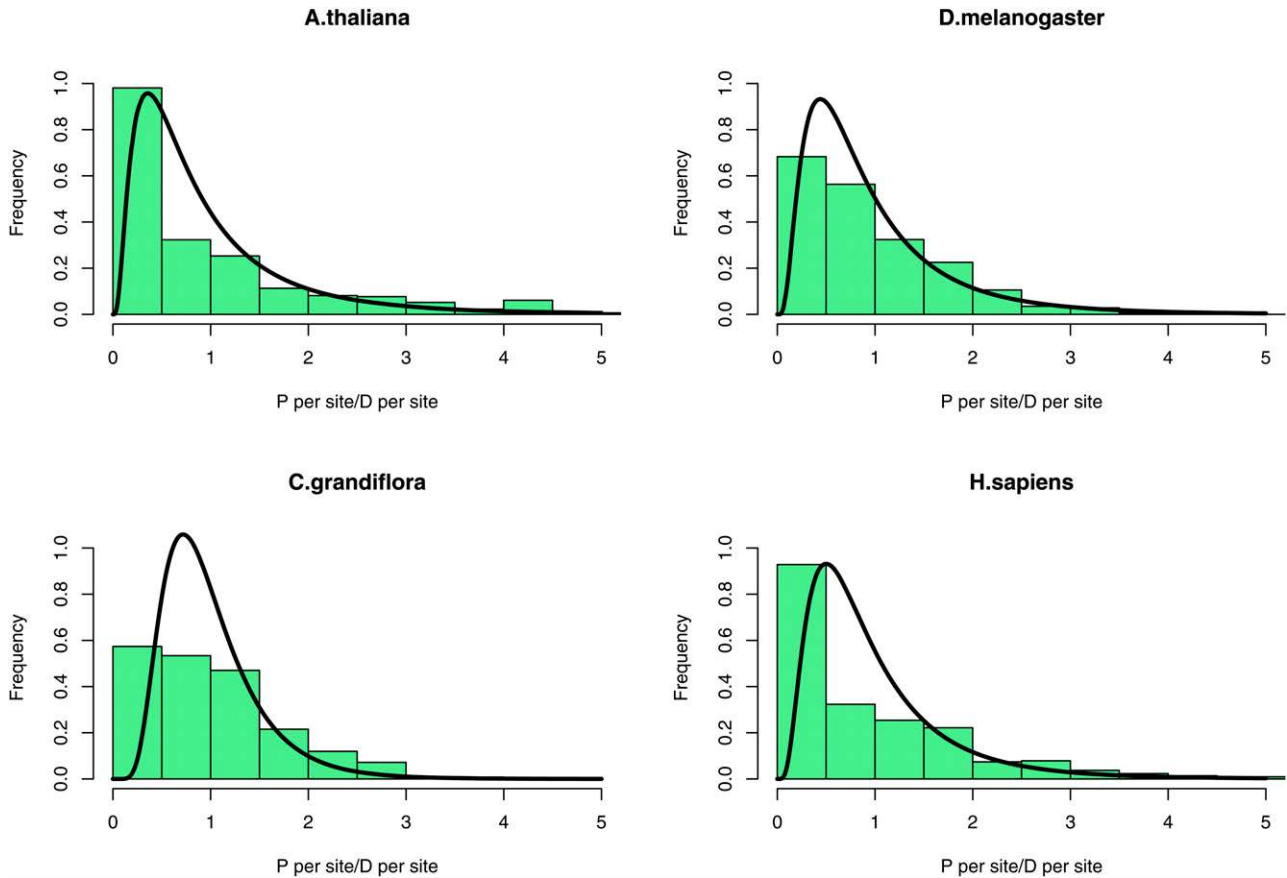 A.thaliana
Frequency
0.0 0.2 0.4 0.6 0.8 1.0
0 1 2 3 4 5
P per site/D per site
D.melanogaster
Frequency
0.0 0.2 0.4 0.6 0.8 1.0
0 1 2 3 4 5
P per site/D per site
C.grandiflora
Frequency
0.0 0.2 0.4 0.6 0.8 1.0
0 1 2 3 4 5
P per site/D per site
H.sapiens
Frequency
0.0 0.2 0.4 0.6 0.8 1.0
0 1 2 3 4 5
P per site/D per site